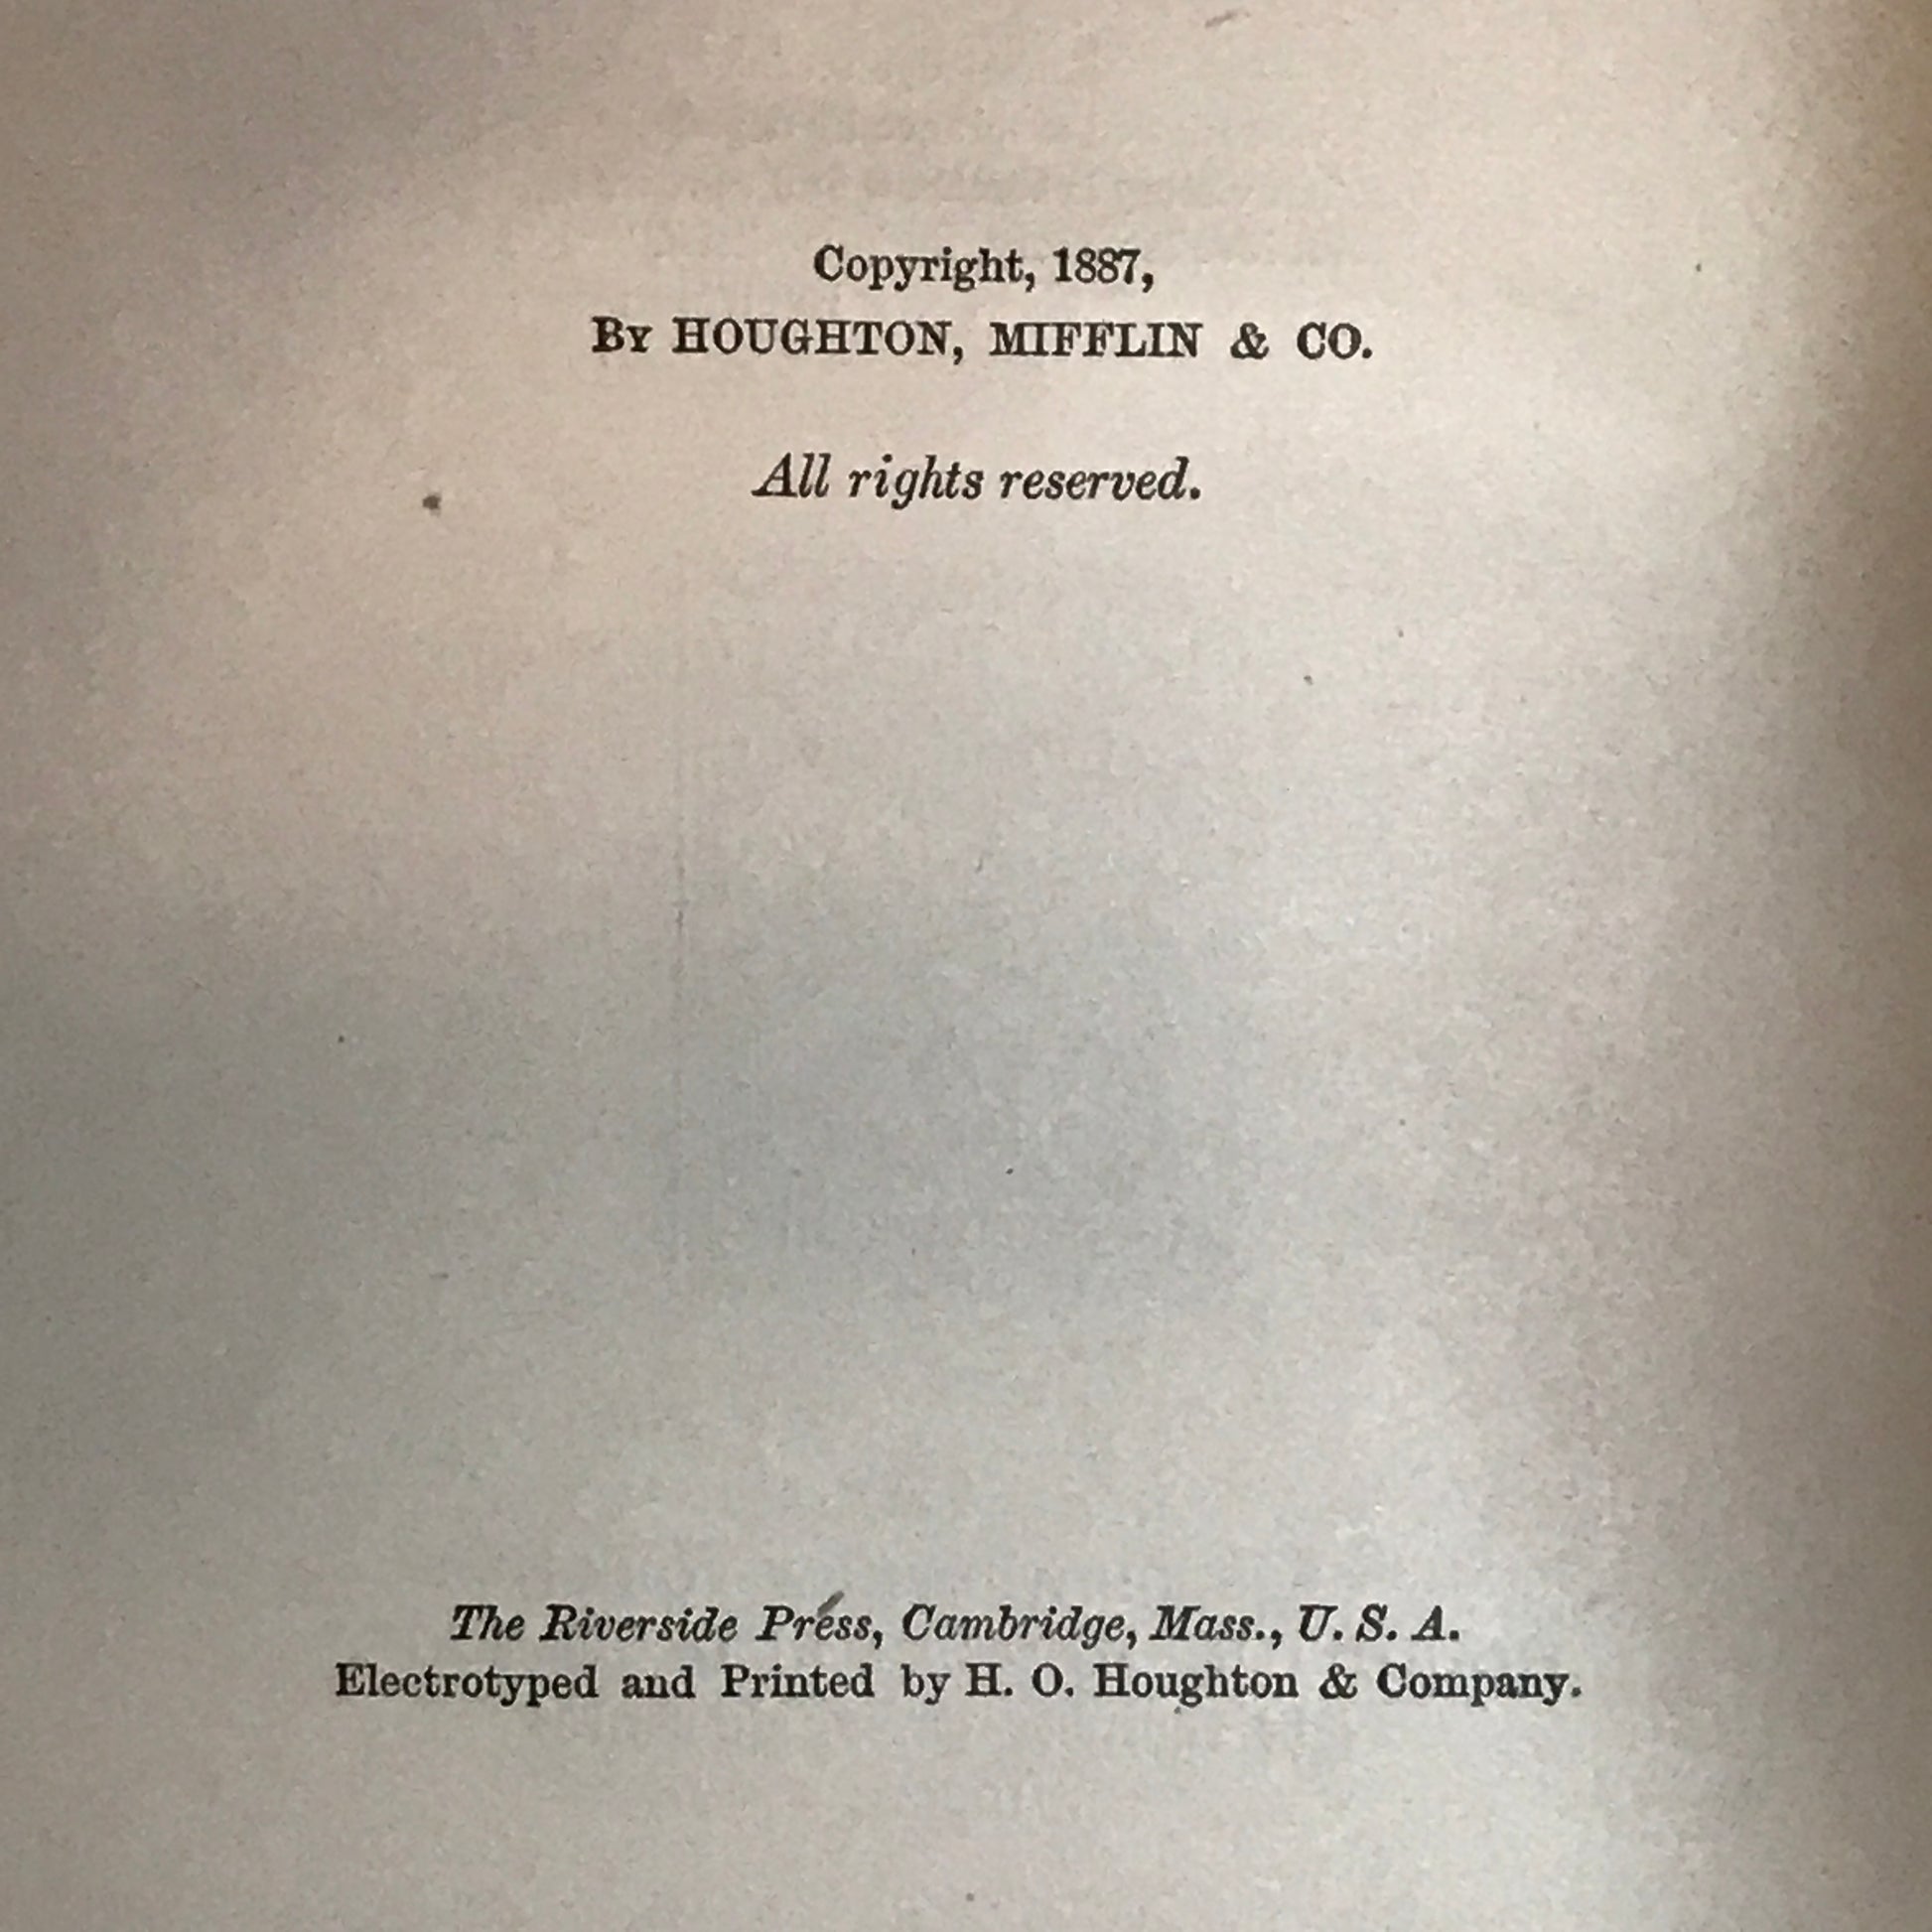 Copyright, 1887,
By HOUGHTON, MIFFLIN & CO.
All rights reserved.
The Riverside Press, Cambridge, Mass., U. S. A.
Electrotyped and Printed by H. O. Houghton & Company.